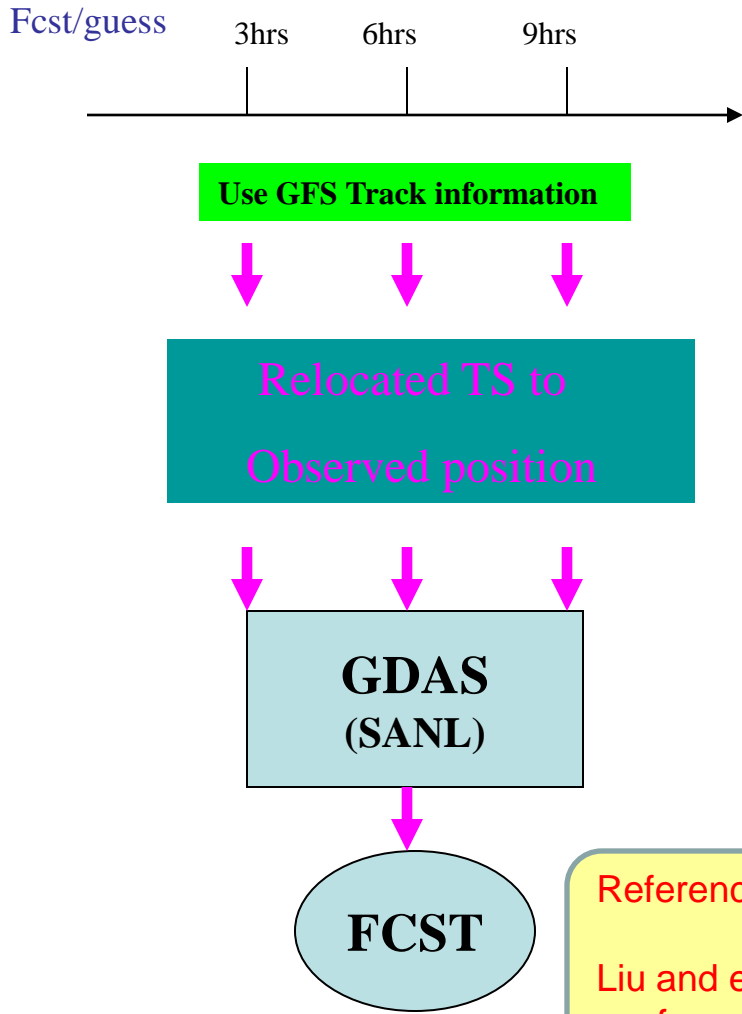 Fcst/guess
3hrs 6hrs 9hrs
Use GFS Track information
Relocated TS to
Observed position
GDAS
(SANL)
FCST
Liu and